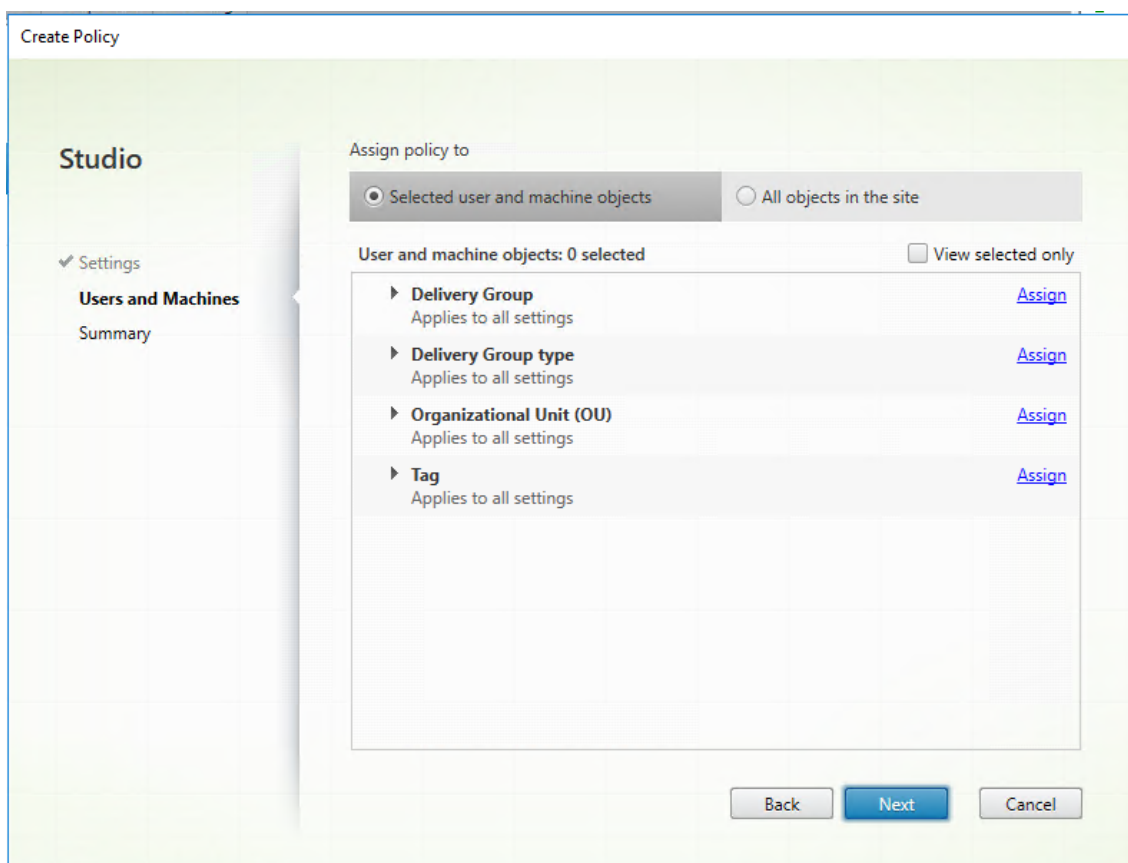 Create Policy
Studio
Settings
Users and Machines
Summary
Assign policy to
Selected user and machine objects
All objects in the site
User and machine objects: 0 selected
View selected only
Delivery Group
Assign
Applies to all settings
Delivery Group type
Assign
Applies to all settings
Organizational Unit (OU)
Assign
Applies to all settings
Tag
Assign
Applies to all settings
Back
Next
Cancel